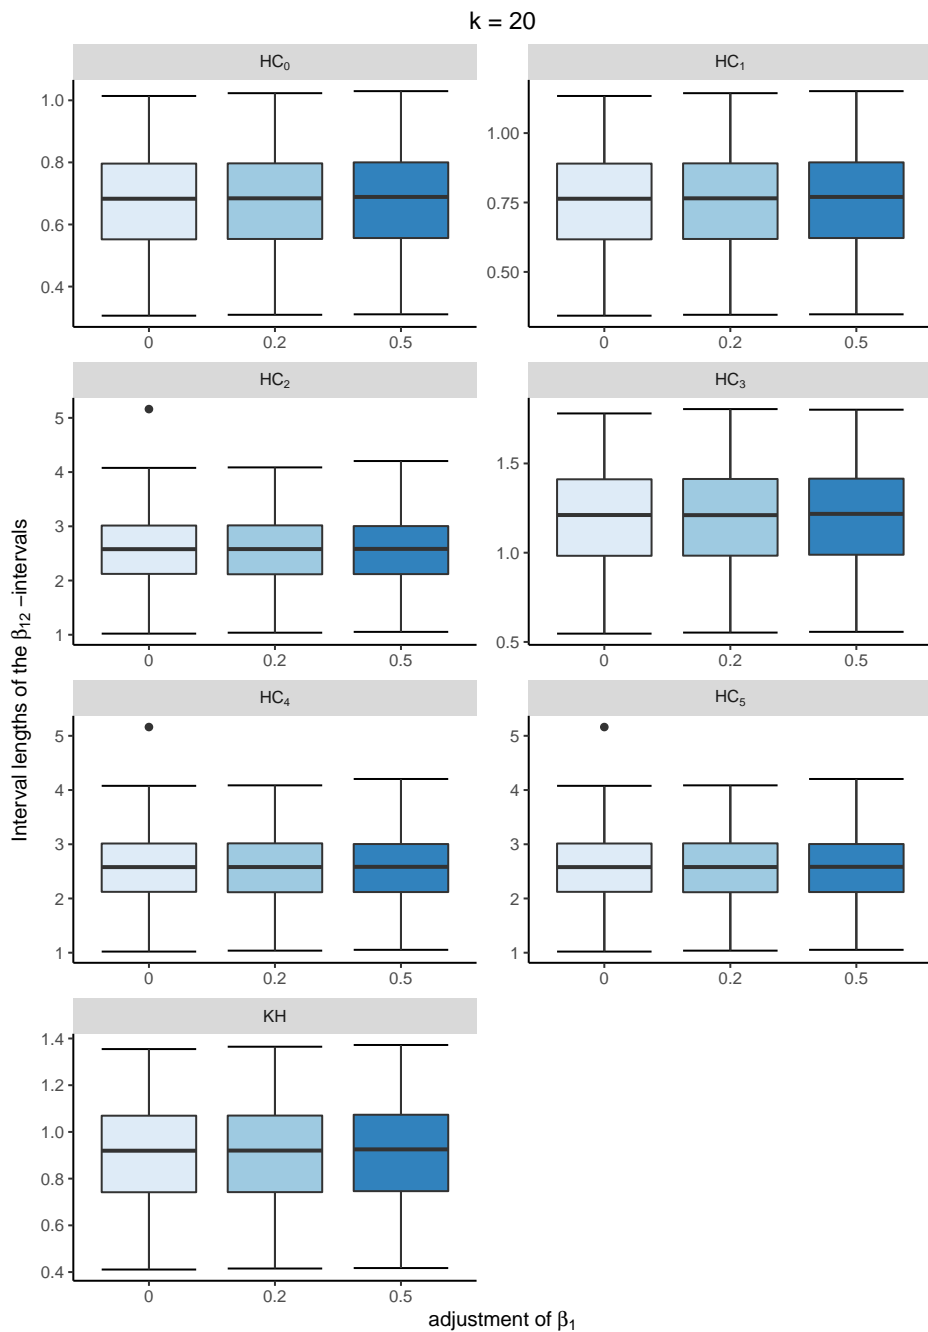 k = 20
HC₀
HC₁
1.0
0.8
0.6
0.4
1.00
0.75
0.50
0 0.2 0.5
0 0.2 0.5
HC₂
HC₃
5
4
3
2
1
1.5
1.0
0.5
0 0.2 0.5
0 0.2 0.5
Interval lengths of the β₁₂ −intervals
HC₄
HC₅
5
4
3
2
1
5
4
3
2
1
0 0.2 0.5
0 0.2 0.5
KH
1.4
1.2
1.0
0.8
0.6
0.4
0 0.2 0.5
adjustment of β₁